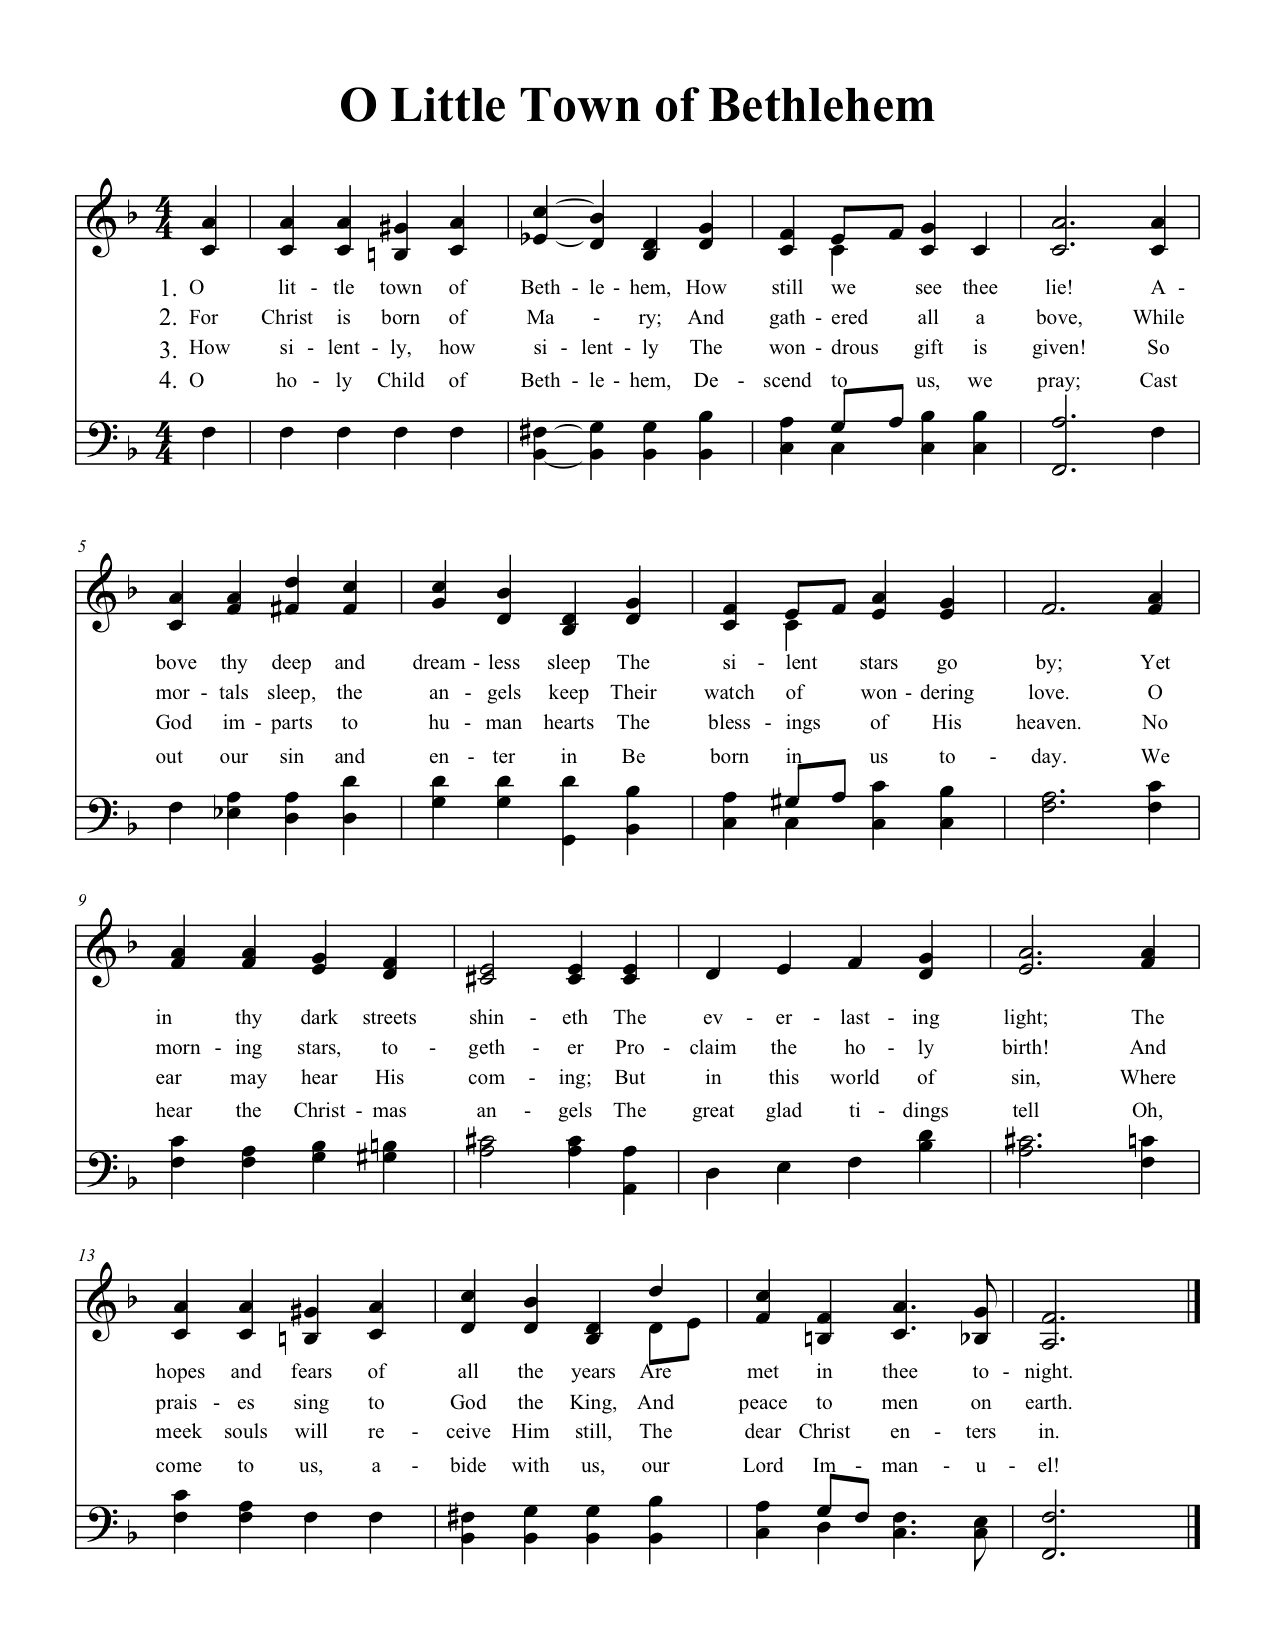 O Little Town of Bethlehem
4
4
1. O lit - tle town of Beth - le - hem, How still we see thee lie! A -
2. For Christ is born of Ma - ry; And gath - ered all a bove, While
3. How si - lent - ly, how si - lent - ly The won - drous gift is given! So
4. O ho - ly Child of Beth - le - hem, De - scend to us, we pray; Cast
4
4
5
bove thy deep and dream - less sleep The si - lent stars go by; Yet
mor - tals sleep, the an - gels keep Their watch of won - dering love. O
God im - parts to hu - man hearts The bless - ings of His heaven. No
out our sin and en - ter in Be born in us to - day. We
9
in thy dark streets shin - eth The ev - er - last - ing light; The
morn - ing stars, to - geth - er Pro - claim the ho - ly birth! And
ear may hear His com - ing; But in this world of sin, Where
hear the Christ - mas an - gels The great glad ti - dings tell Oh,
13
hopes and fears of all the years Are met in thee to - night.
prais - es sing to God the King, And peace to men on earth.
meek souls will re - ceive Him still, The dear Christ en - ters in.
come to us, a - bide with us, our Lord Im - man - u - el!